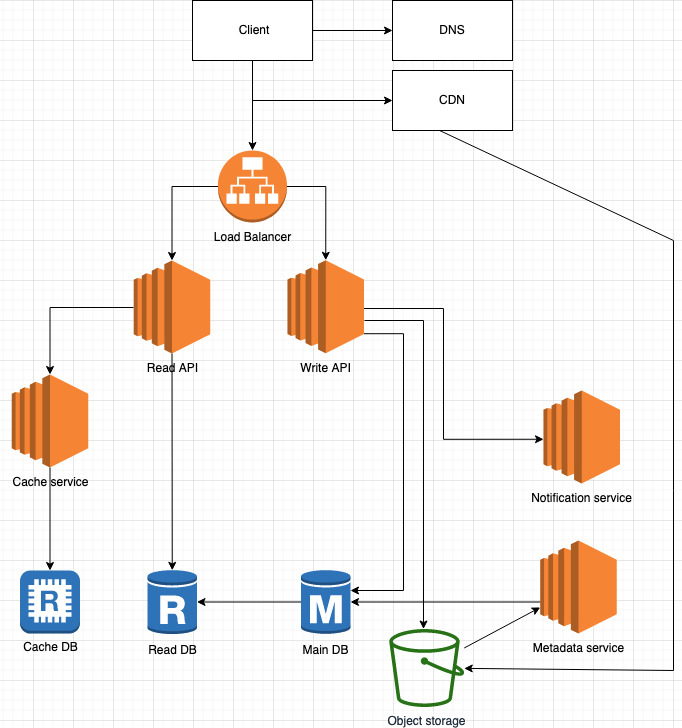 Client
DNS
CDN
Load Balancer
Read API
Write API
Cache service
Notification service
R
R
M
Cache DB
Read DB
Main DB
Metadata service
Object storage